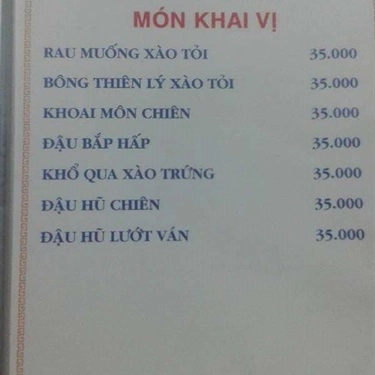 MÓN KHAI VỊ
RAU MUỐNG XÀO TỎI 35.000
BÔNG THIÊN LÝ XÀO TỎI 35.000
KHOAI MÔN CHIÊN 35.000
ĐẬU BẮP HẤP 35.000
KHỔ QUA XÀO TRỨNG 35.000
ĐẬU HŨ CHIÊN 35.000
ĐẬU HŨ LƯỚT VÁN 35.000